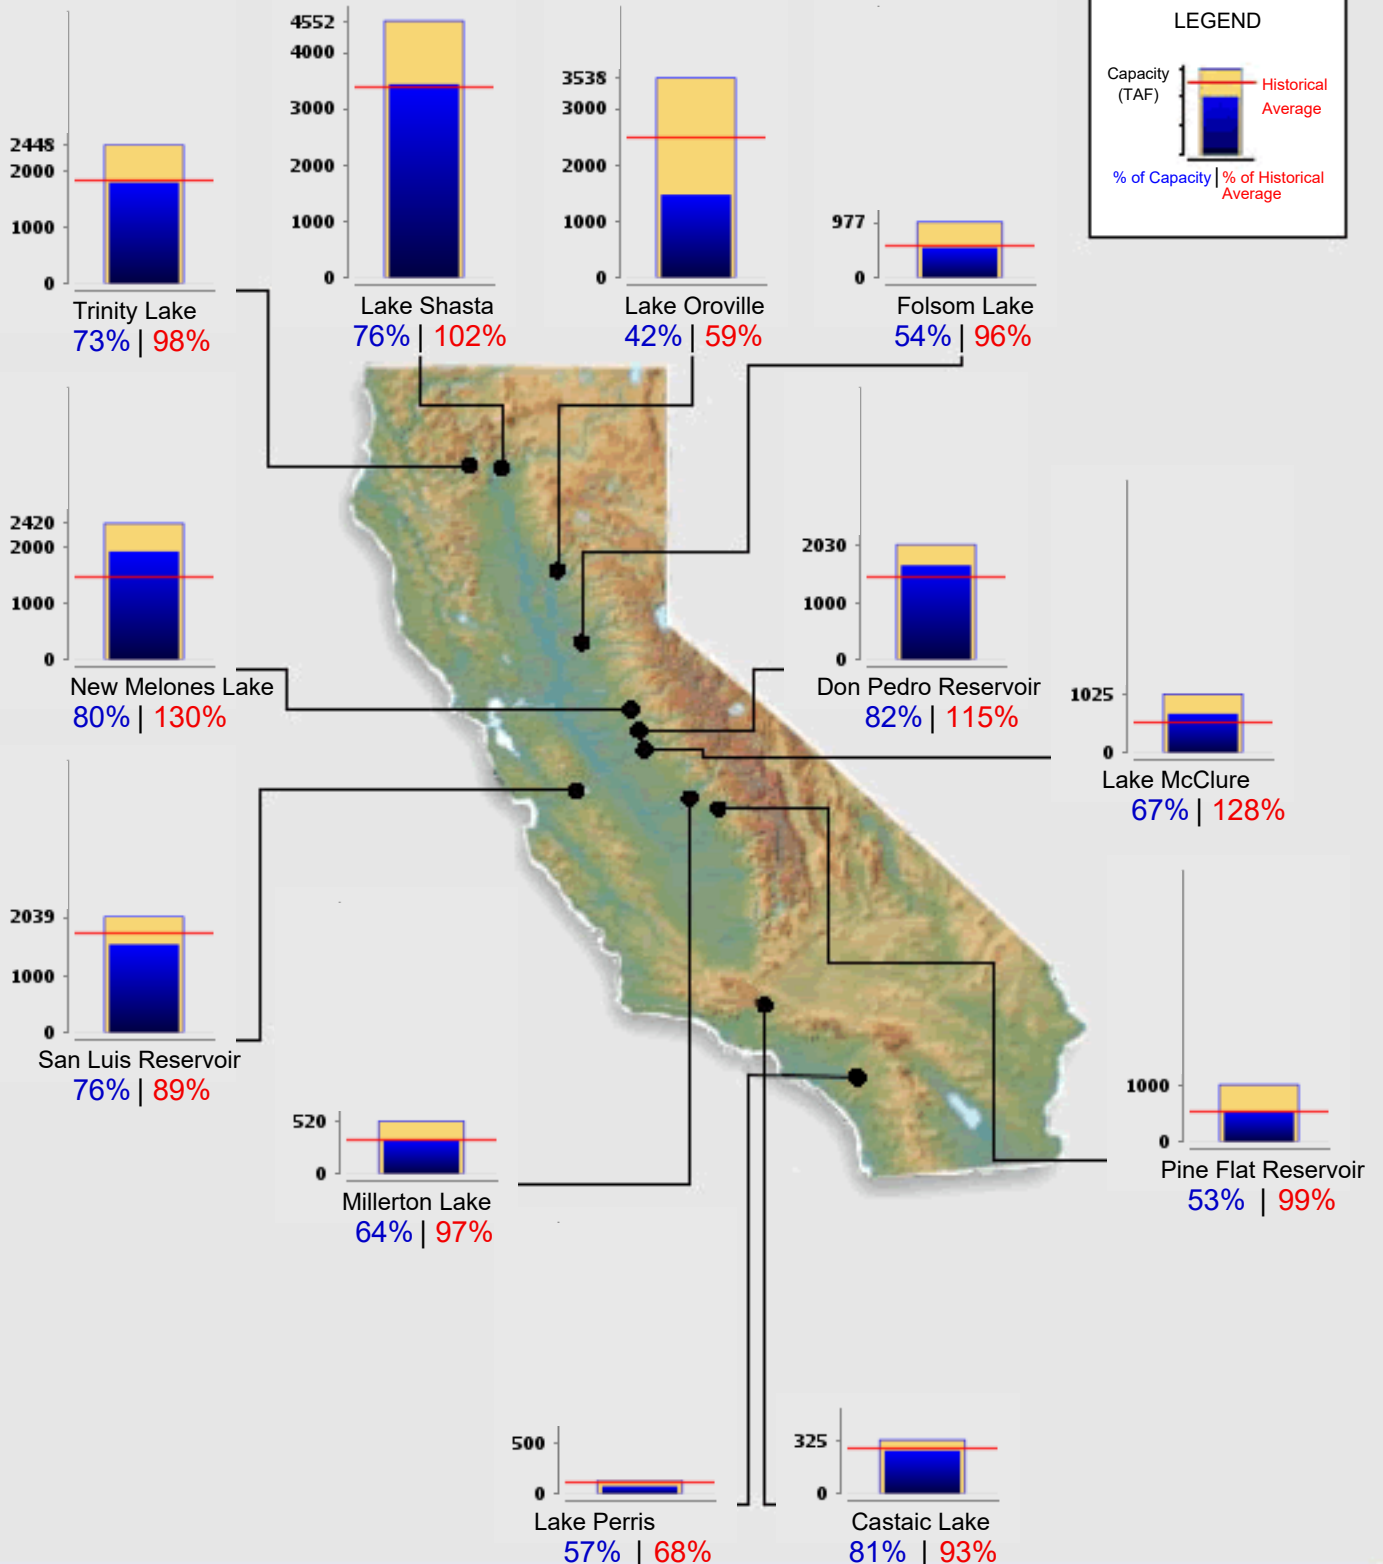 LEGEND
Capacity
(TAF)
Historical
Average
% of Capacity | % of Historical
Average
2448
2000
1000
0
Trinity Lake
73% | 98%
4552
4000
3000
2000
1000
0
Lake Shasta
76% | 102%
3538
3000
2000
1000
0
Lake Oroville
42% | 59%
977
0
Folsom Lake
54% | 96%
2420
2000
1000
0
New Melones Lake
80% | 130%
2030
1000
0
Don Pedro Reservoir
82% | 115%
1025
0
Lake McClure
67% | 128%
2039
1000
0
San Luis Reservoir
76% | 89%
520
0
Millerton Lake
64% | 97%
1000
0
Pine Flat Reservoir
53% | 99%
500
0
Lake Perris
57% | 68%
325
0
Castaic Lake
81% | 93%